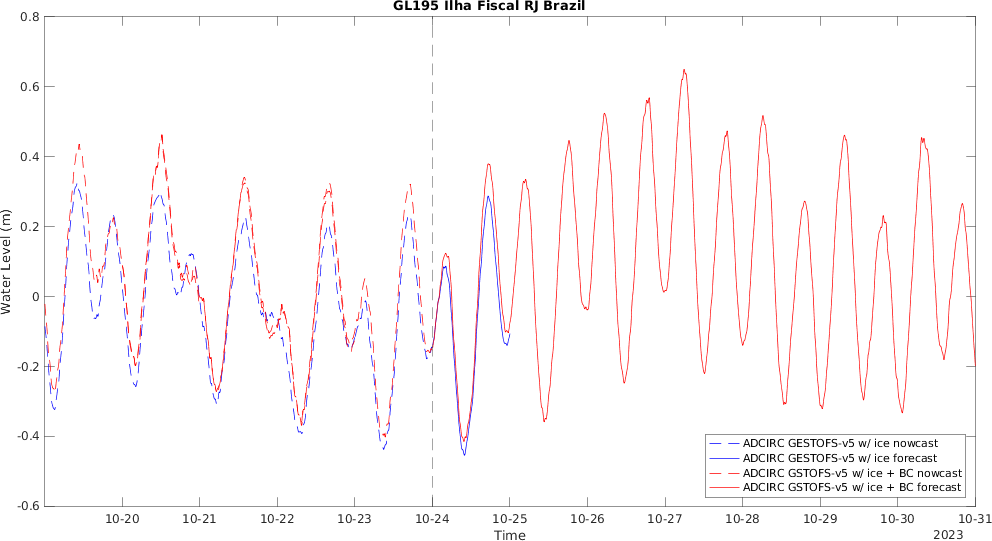 GL195 Ilha Fiscal RJ Brazil
0.8
0.6
0.4
0.2
0
-0.2
-0.4
-0.6
Water Level (m)
ADCIRC GESTOFS-v5 w/ ice nowcast
ADCIRC GESTOFS-v5 w/ ice forecast
ADCIRC GSTOFS-v5 w/ ice + BC nowcast
ADCIRC GSTOFS-v5 w/ ice + BC forecast
10-20 10-21 10-22 10-23 10-24 10-25 10-26 10-27 10-28 10-29 10-30 10-31
Time
2023